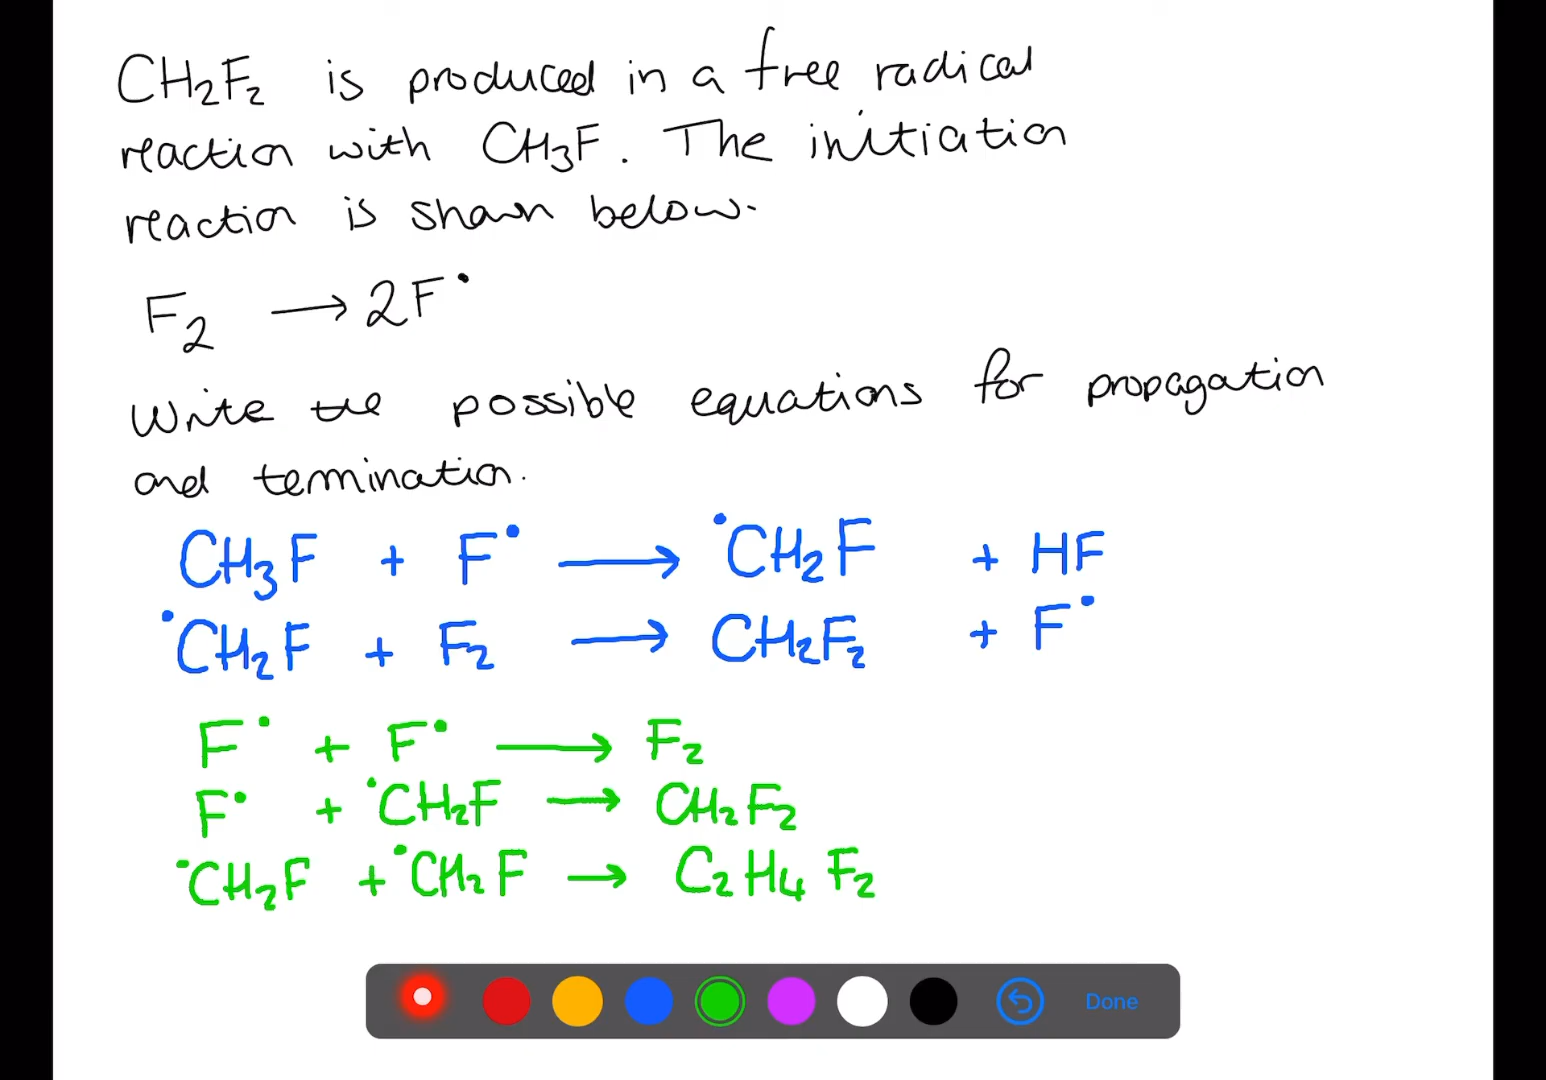 CH₂F₂ is produced in a free radical
reaction with CH₃F. The initiation
reaction is shown below.
F₂ → 2F•
Write the possible equations for propagation
and termination.
CH₃F + F• → •CH₂F + HF
•CH₂F + F₂ → CH₂F₂ + F•
F• + F• → F₂
F• + •CH₂F → CH₂F₂
•CH₂F + •CH₂F → C₂H₄F₂
Done